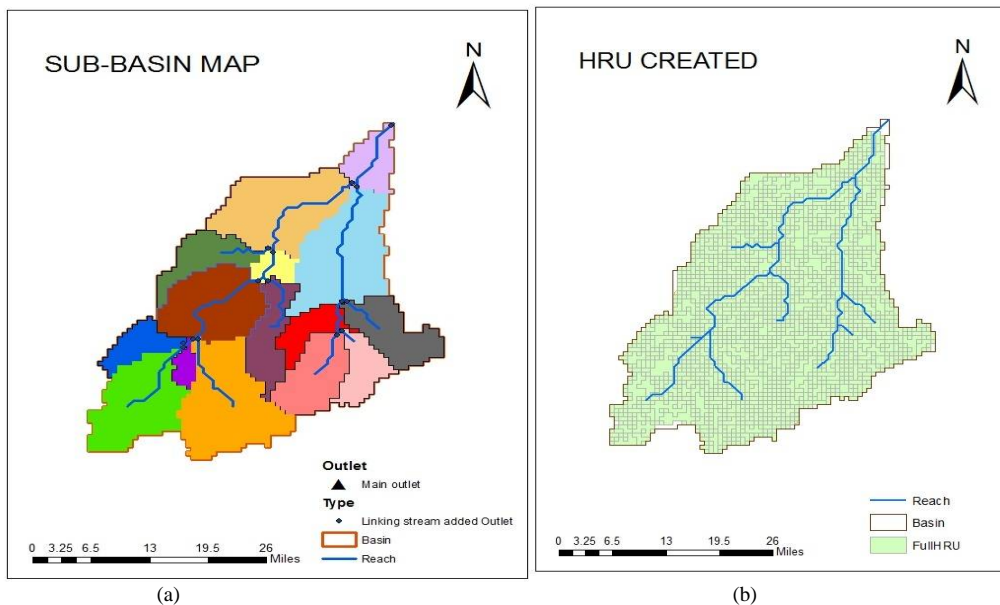 SUB-BASIN MAP
N
Outlet
Main outlet
Type
Linking stream added Outlet
Basin
Reach
0 3.25 6.5 13 19.5 26
Miles
(a)
HRU CREATED
N
Reach
Basin
FullHRU
0 3.25 6.5 13 19.5 26
Miles
(b)